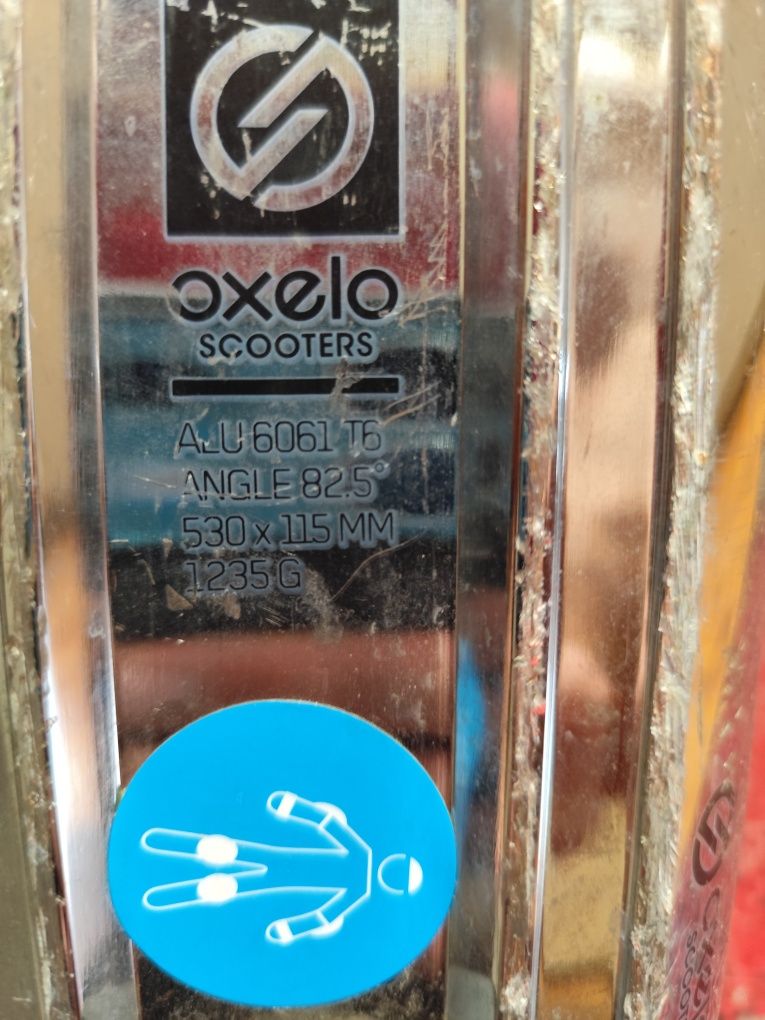 oxelo
SCOOTERS
ALU 6061 T6
ANGLE 82.5°
530 x 115 MM
1235 G